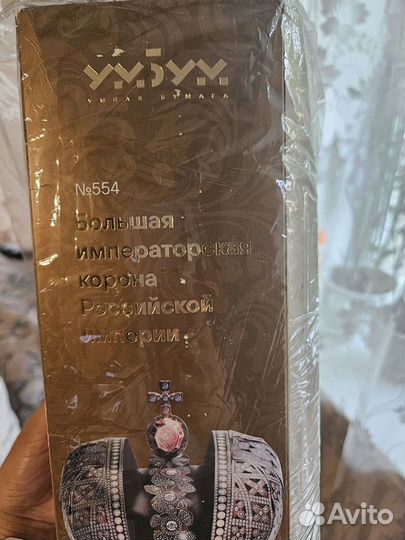 УМБУМ
УМНАЯ БУМАГА
№554
Большая
императорская
корона
Российской
империи
Avito